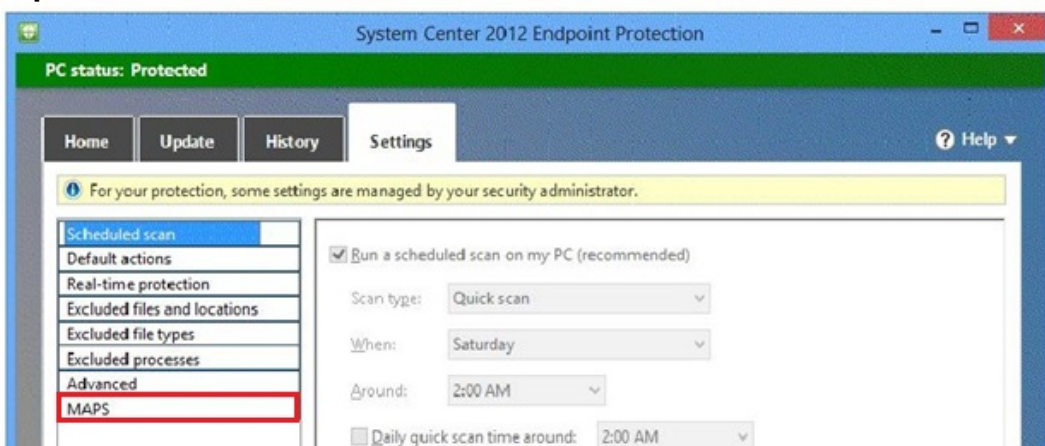 System Center 2012 Endpoint Protection
PC status: Protected
Home Update History Settings Help
For your protection, some settings are managed by your security administrator.
Scheduled scan
Default actions
Real-time protection
Excluded files and locations
Excluded file types
Excluded processes
Advanced
MAPS
Run a scheduled scan on my PC (recommended)
Scan type: Quick scan
When: Saturday
Around: 2:00 AM
Daily quick scan time around: 2:00 AM